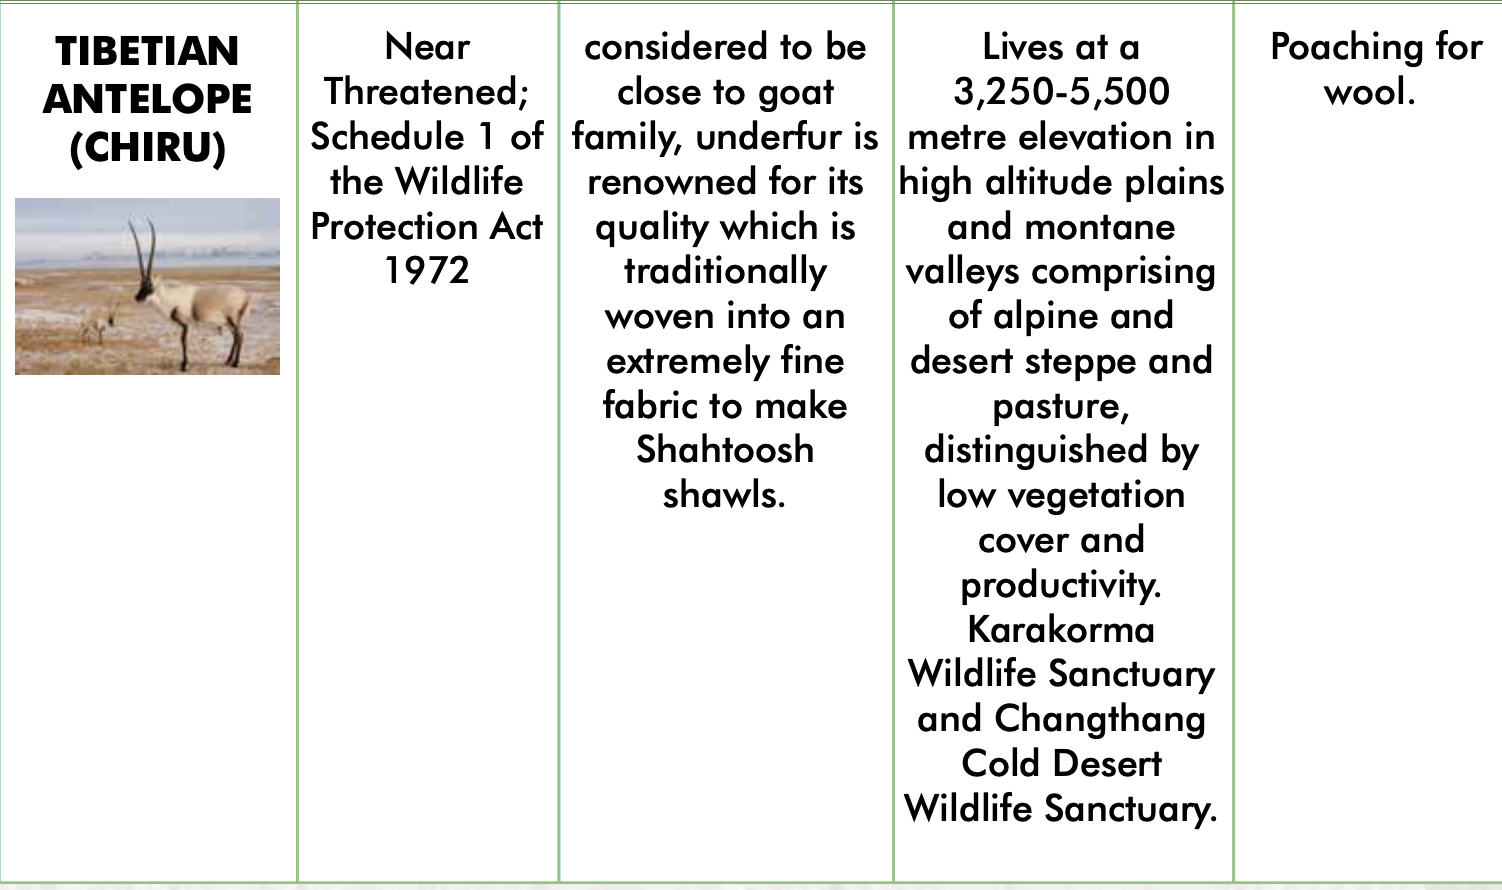 TIBETIAN
ANTELOPE
(CHIRU)
Near
Threatened;
Schedule 1 of
the Wildlife
Protection Act
1972
considered to be
close to goat
family, underfur is
renowned for its
quality which is
traditionally
woven into an
extremely fine
fabric to make
Shahtoosh
shawls.
Lives at a
3,250-5,500
metre elevation in
high altitude plains
and montane
valleys comprising
of alpine and
desert steppe and
pasture,
distinguished by
low vegetation
cover and
productivity.
Karakorma
Wildlife Sanctuary
and Changthang
Cold Desert
Wildlife Sanctuary.
Poaching for
wool.